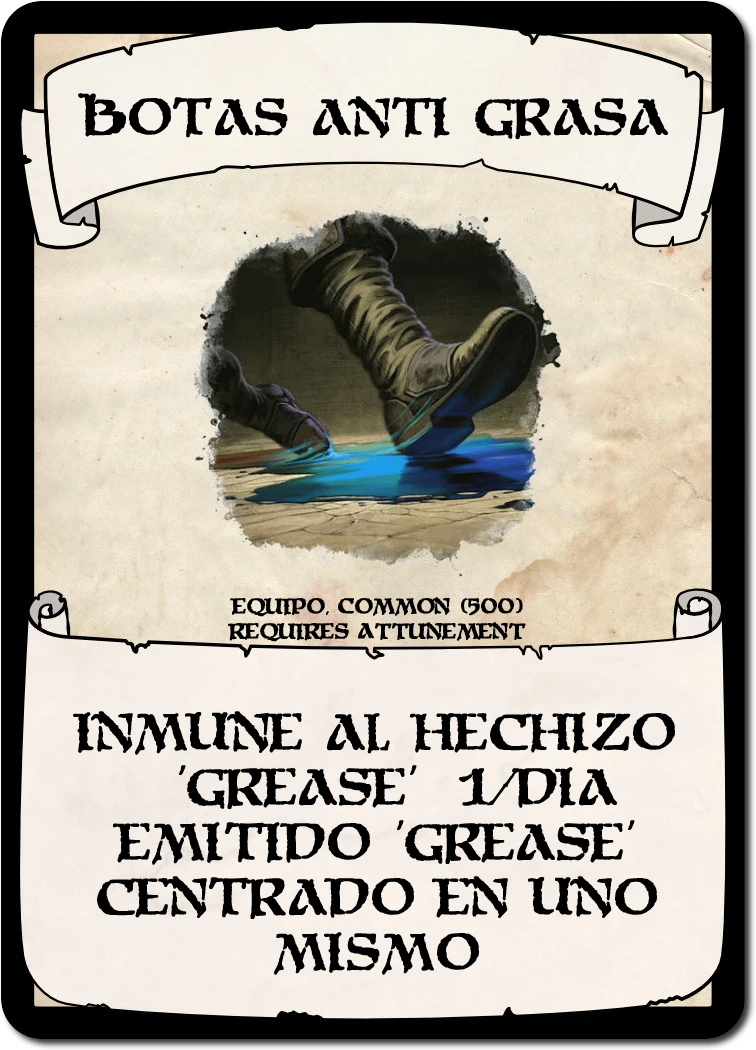 BOTAS ANTI GRASA
EQUIPO, COMMON (500)
REQUIRES ATTUNEMENT
INMUNE AL HECHIZO
'GREASE' 1/DIA
EMITIDO 'GREASE'
CENTRADO EN UNO
MISMO